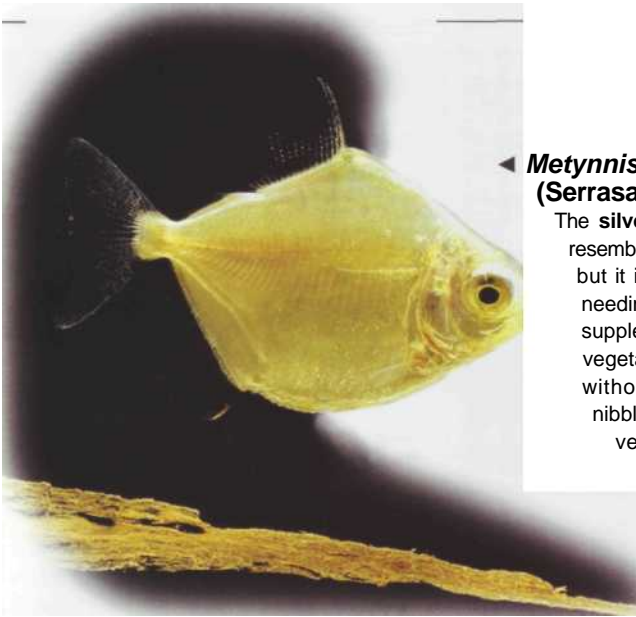 Metynnis
(Serrasa
The silve
resemb
but it i
needin
supple
vegeta
witho
nibbl
ve